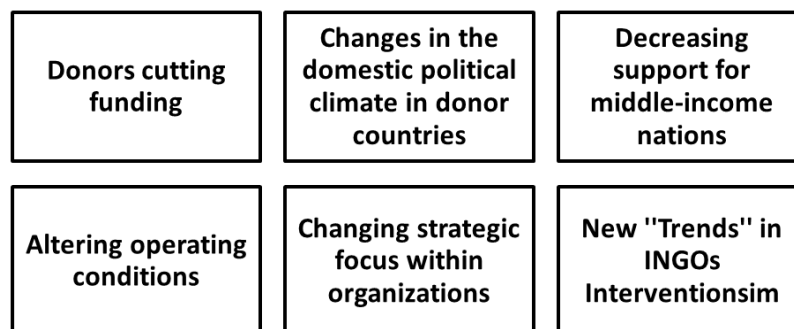 Donors cutting
funding
Changes in the
domestic political
climate in donor
countries
Decreasing
support for
middle-income
nations
Altering operating
conditions
Changing strategic
focus within
organizations
New "Trends" in
INGOs
Interventionsim